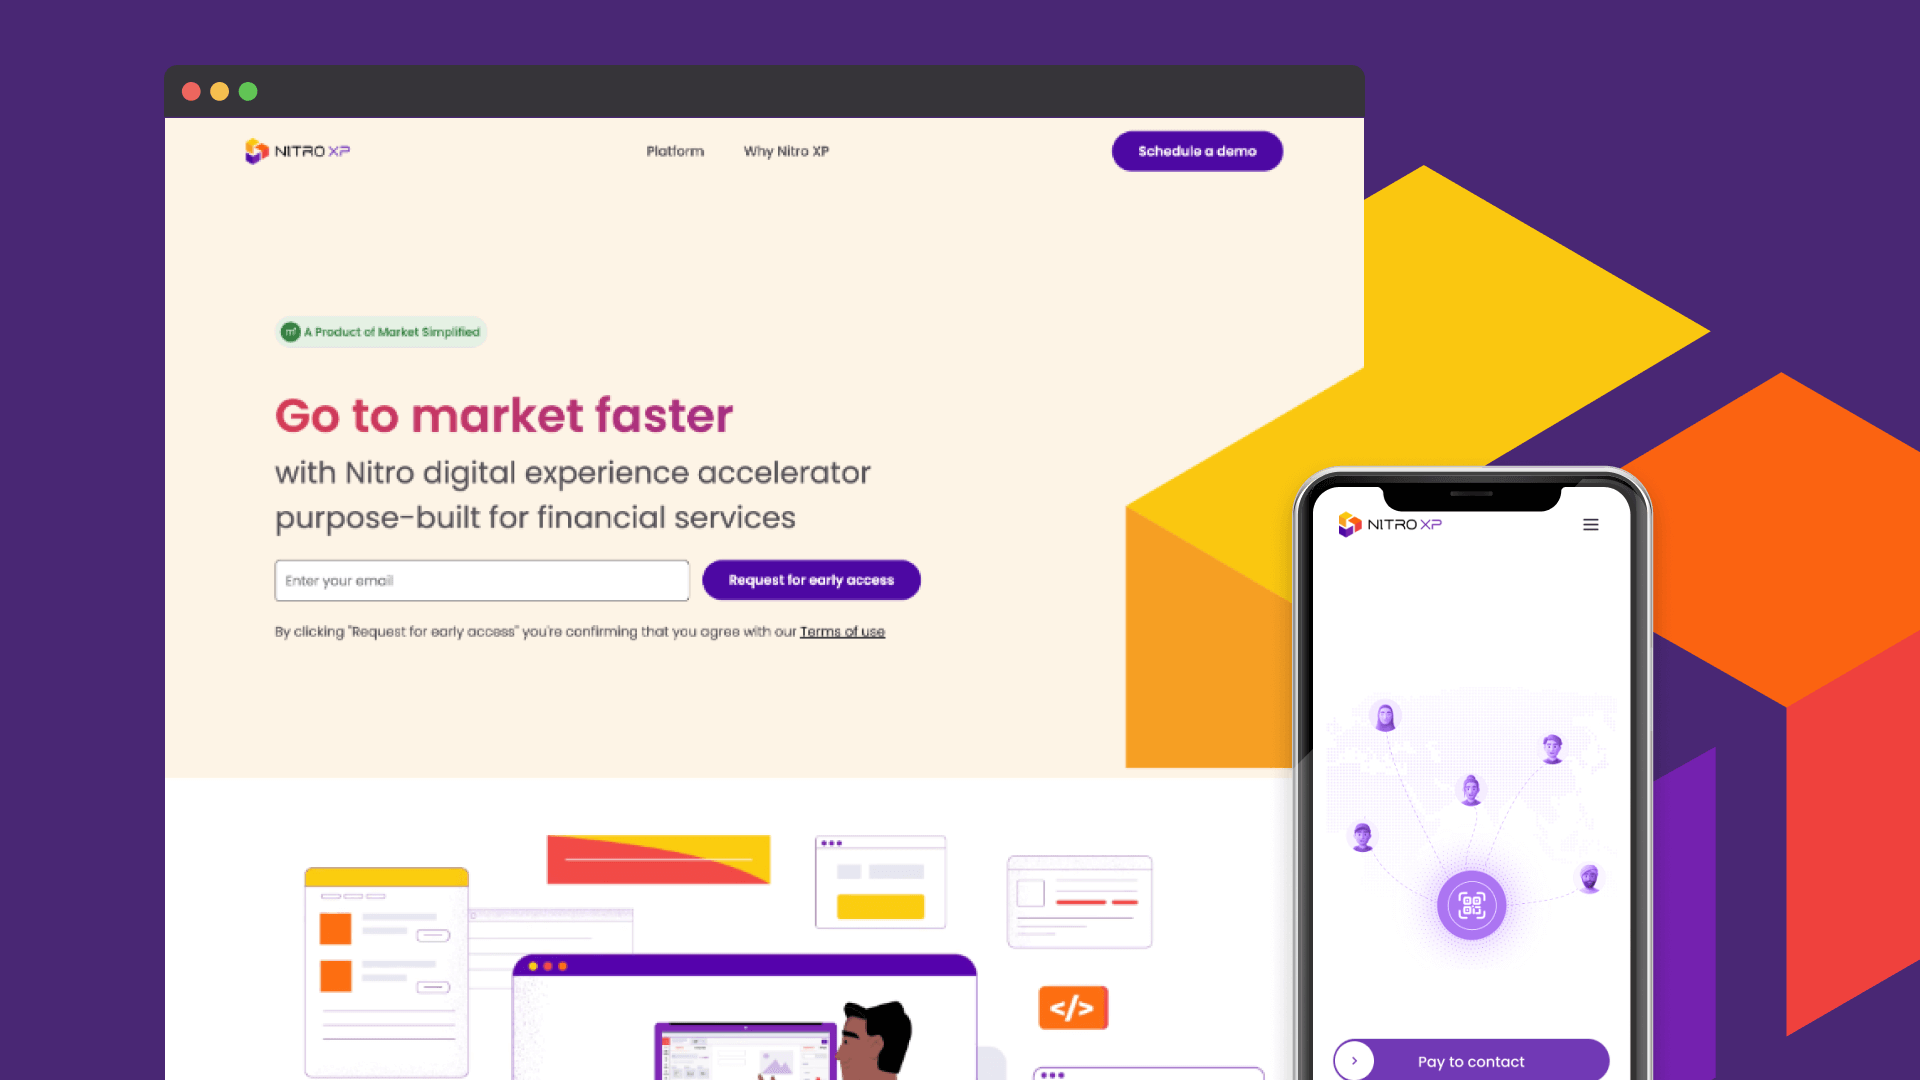 NITRO XP
Platform
Why Nitro XP
Schedule a demo
A Product of Market Simplified
Go to market faster
with Nitro digital experience accelerator
purpose-built for financial services
Enter your email
Request for early access
By clicking "Request for early access" you're confirming that you agree with our Terms of use
</>
NITRO XP
Pay to contact